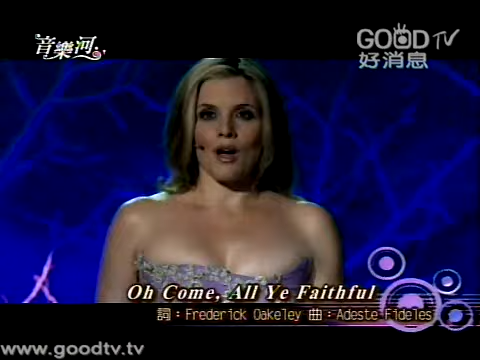 音樂河
GOOD TV
好消息
Oh Come, All Ye Faithful
詞：Frederick Oakeley 曲：Adeste Fideles
www.goodtv.tv